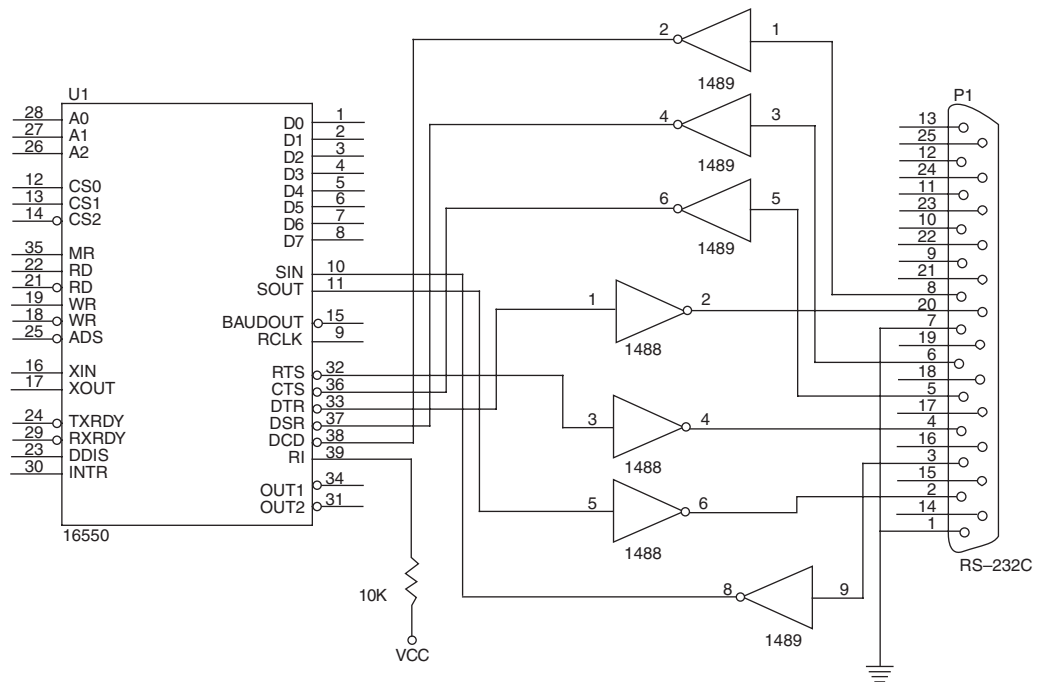 U1
28 A0
27 A1
26 A2
12 CS0
13 CS1
14 CS2
35 MR
22 RD
21 RD
19 WR
18 WR
25 ADS
16 XIN
17 XOUT
24 TXRDY
29 RXRDY
23 DDIS
30 INTR
D0 1
D1 2
D2 3
D3 4
D4 5
D5 6
D6 7
D7 8
SIN 10
SOUT 11
BAUDOUT 15
RCLK 9
RTS 32
CTS 36
DTR 33
DSR 37
DCD 38
RI 39
OUT1 34
OUT2 31
16550
10K
VCC
2 1
1489
4 3
1489
6 5
1489
1 2
1488
3 4
1488
5 6
1488
8 9
1489
P1
13
25
12
24
11
23
10
22
9
21
8
20
7
19
6
18
5
17
4
16
3
15
2
14
1
RS–232C